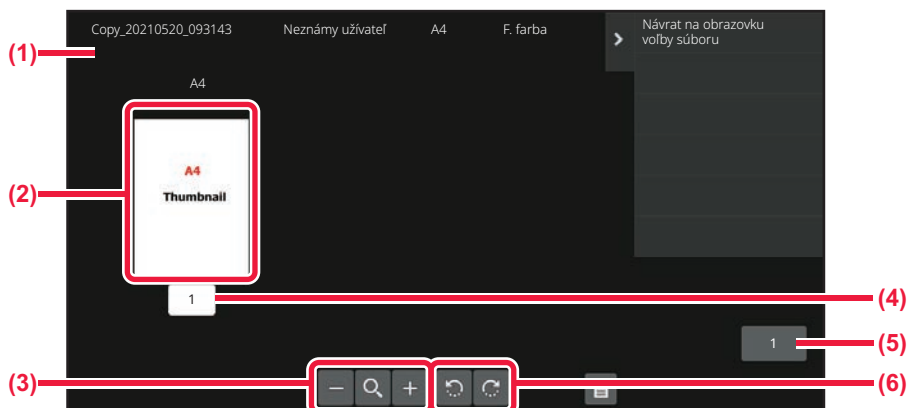 Copy_20210520_093143 Neznámy užívateľ A4 F. farba
Návrat na obrazovku
voľby súboru
(1)
A4
A4
Thumbnail
(2)
1
(4)
1
(5)
(3)
(6)